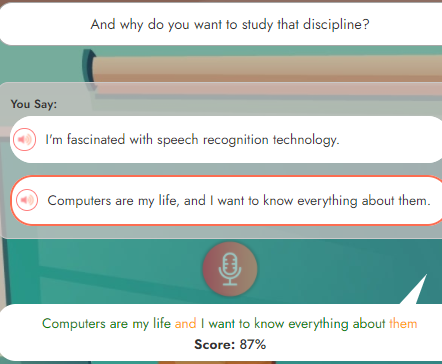 And why do you want to study that discipline?
You Say:
I'm fascinated with speech recognition technology.
Computers are my life, and I want to know everything about them.
Computers are my life and I want to know everything about them
Score: 87%